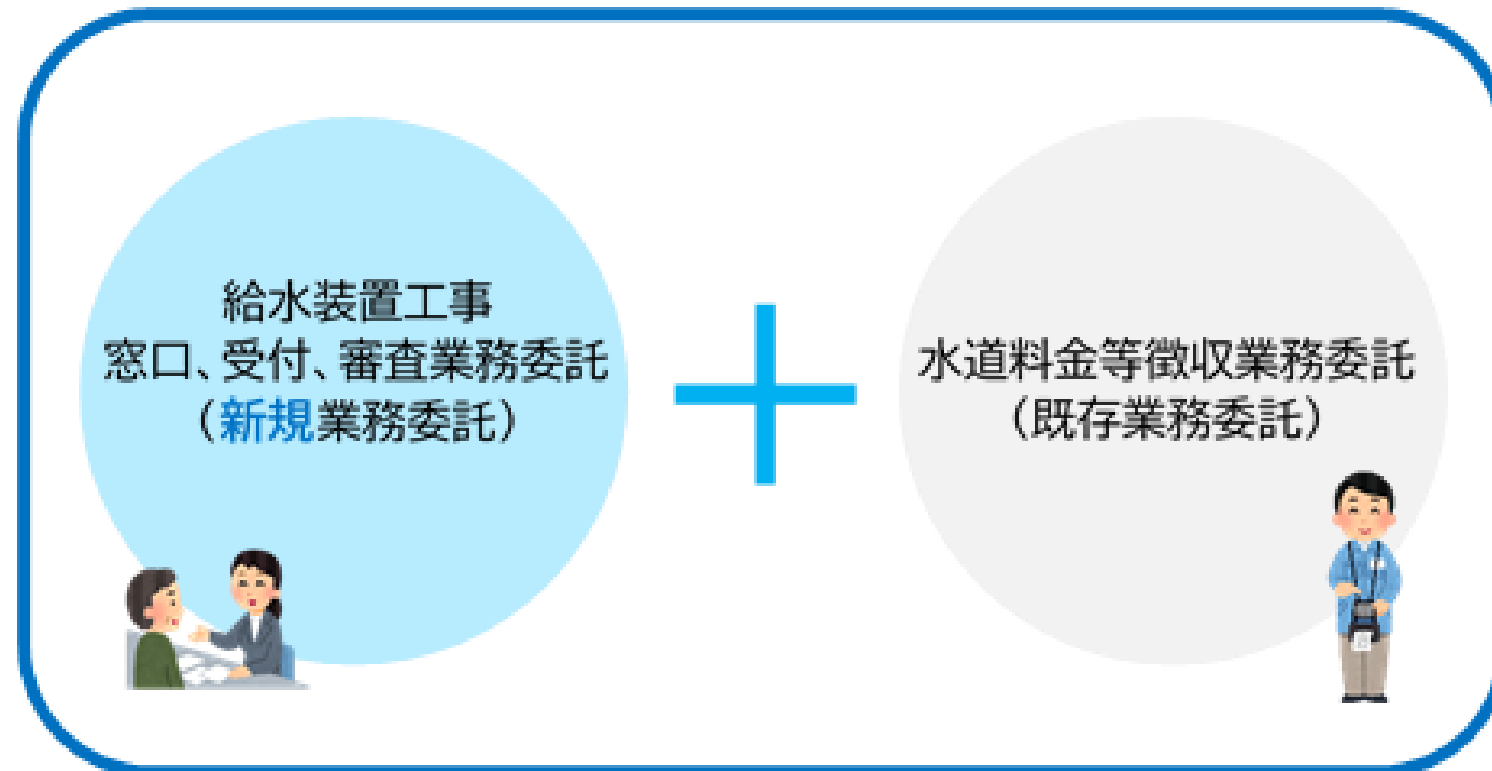 給水装置工事
窓口、受付、審査業務委託
（新規業務委託）
水道料金等徴収業務委託
（既存業務委託）